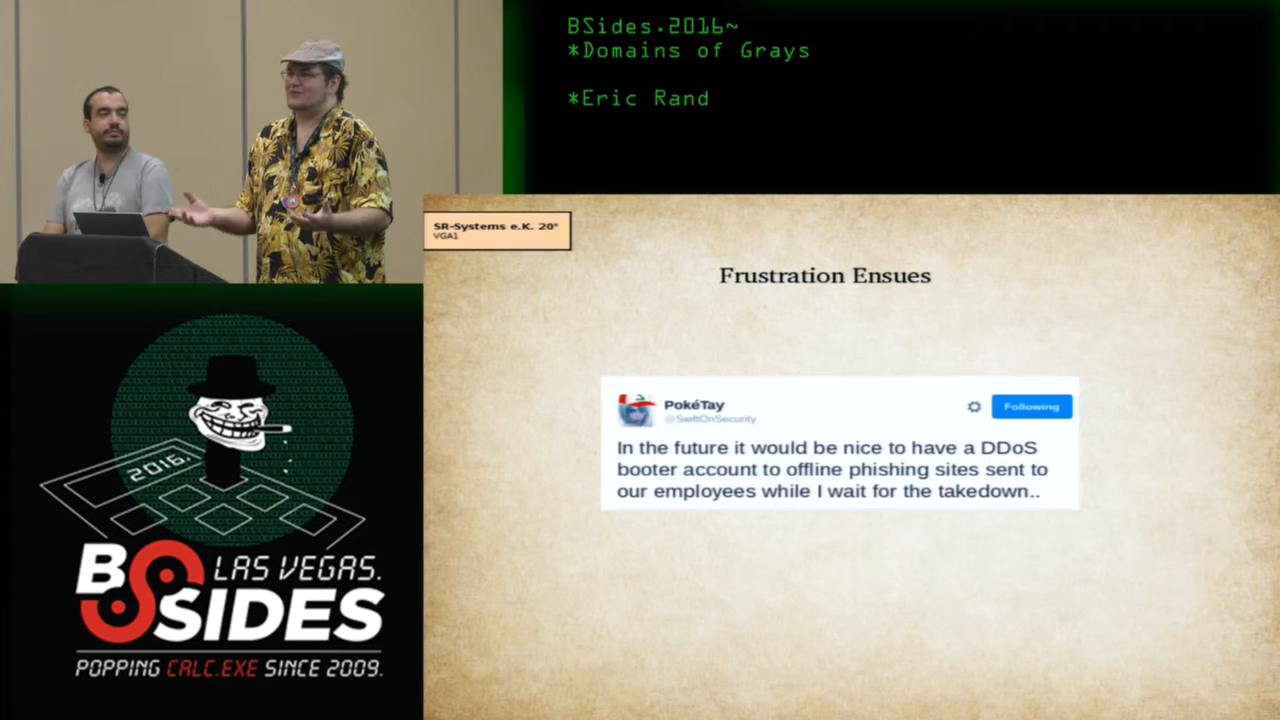 BSides.2016~
*Domains of Grays
*Eric Rand
SR-Systems e.K. 20°
VGA1
Frustration Ensues
PokéTay
@SwiftOnSecurity
Following
In the future it would be nice to have a DDoS
booter account to offline phishing sites sent to
our employees while I wait for the takedown..
2016.
BSIDES
LAS VEGAS.
POPPING CALC.EXE SINCE 2009.